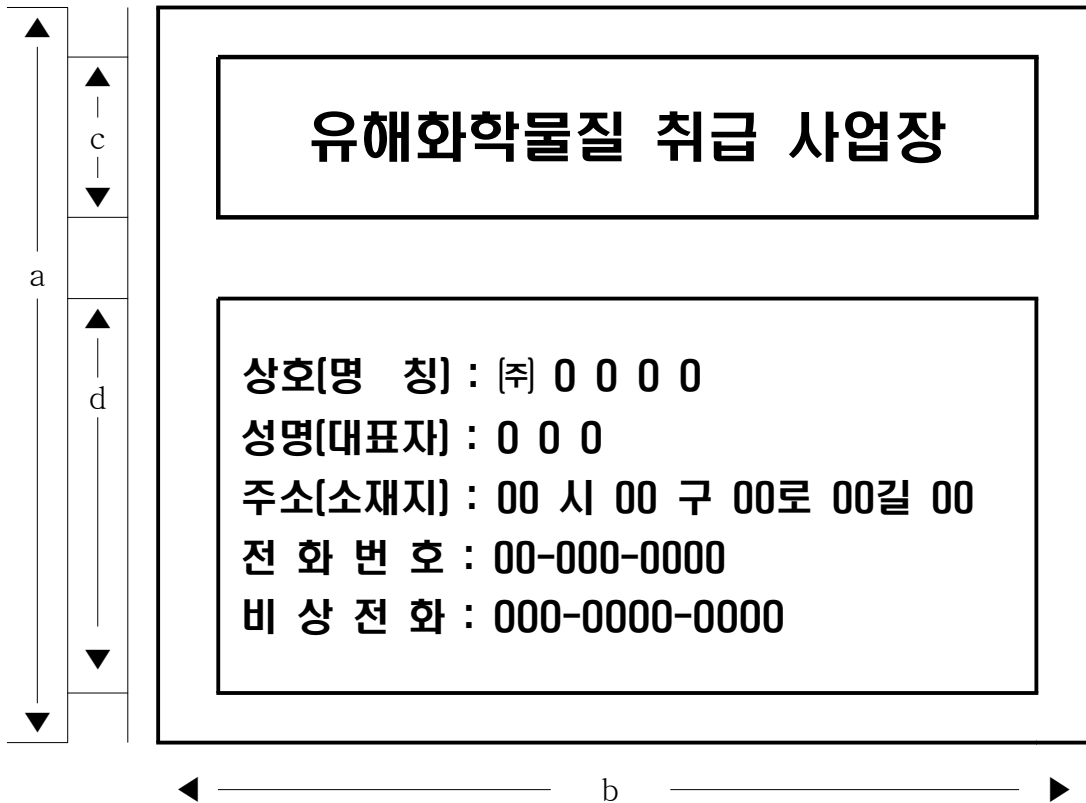 유해화학물질 취급 사업장
a
c
d
상호(명 칭) : ㈜ 0 0 0 0
성명(대표자) : 0 0 0
주소(소재지) : 00 시 00 구 00로 00길 00
전 화 번 호 : 00-000-0000
비 상 전 화 : 000-0000-0000
b